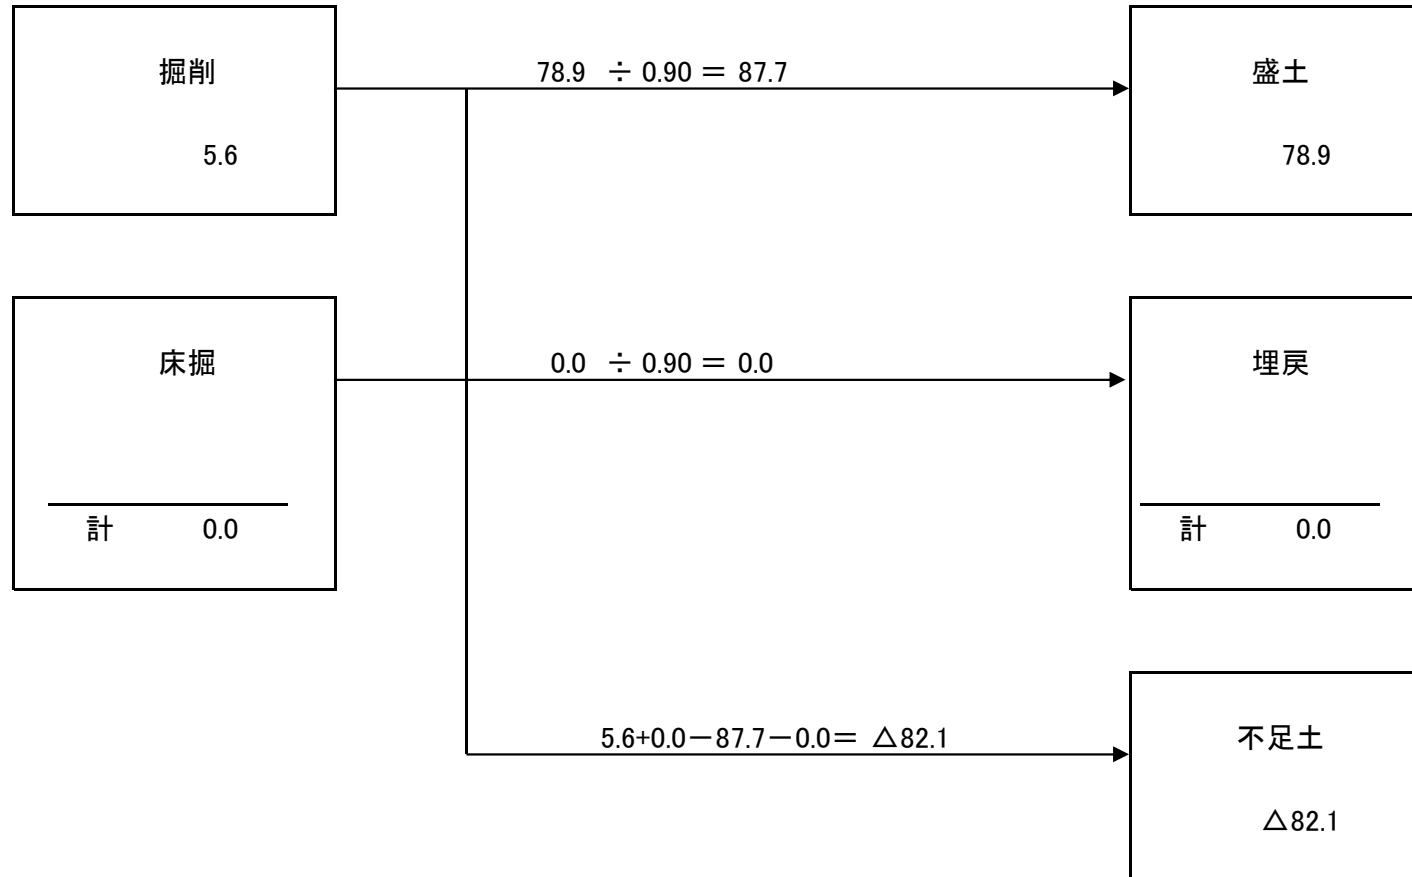 掘削
5.6
78.9 ÷ 0.90 = 87.7
盛土
78.9
床掘
計 0.0
0.0 ÷ 0.90 = 0.0
埋戻
計 0.0
5.6+0.0－87.7－0.0＝ △82.1
不足土
△82.1